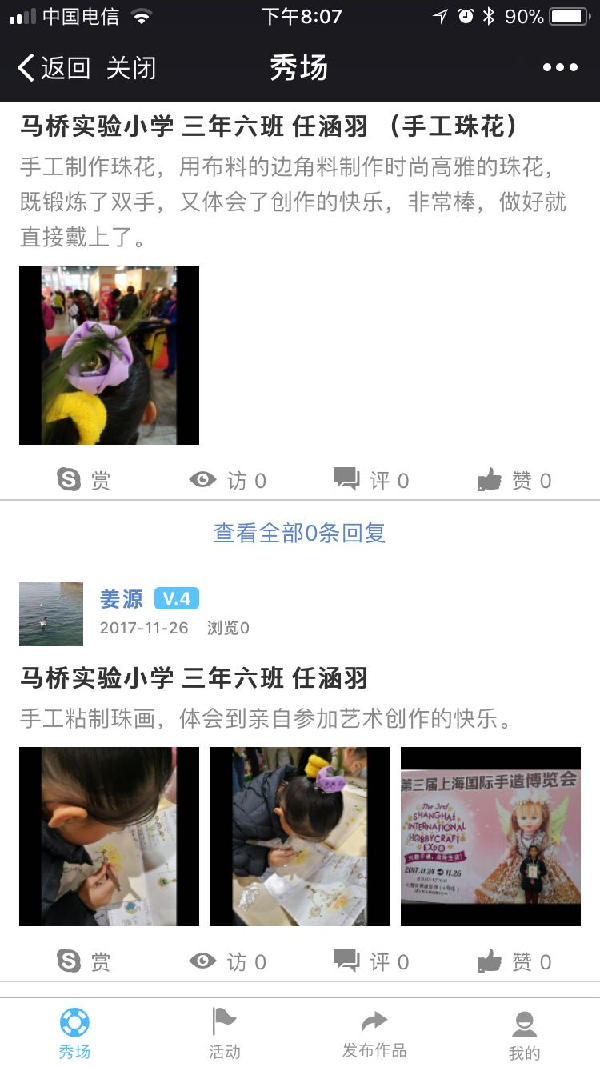 中国电信 下午8:07 90%
返回 关闭 秀场
马桥实验小学 三年六班 任涵羽 （手工珠花）
手工制作珠花，用布料的边角料制作时尚高雅的珠花，
既锻炼了双手，又体会了创作的快乐，非常棒，做好就
直接戴上了。
赏 访 0 评 0 赞 0
查看全部0条回复
姜源 V.4
2017-11-26 浏览0
马桥实验小学 三年六班 任涵羽
手工粘制珠画，体会到亲自参加艺术创作的快乐。
第三届上海国际手造博览会
The 3rd
SHANGHAI
INTERNATIONAL
HOBBYCRAFT
EXPO
赏 访 0 评 0 赞 0
秀场 活动 发布作品 我的